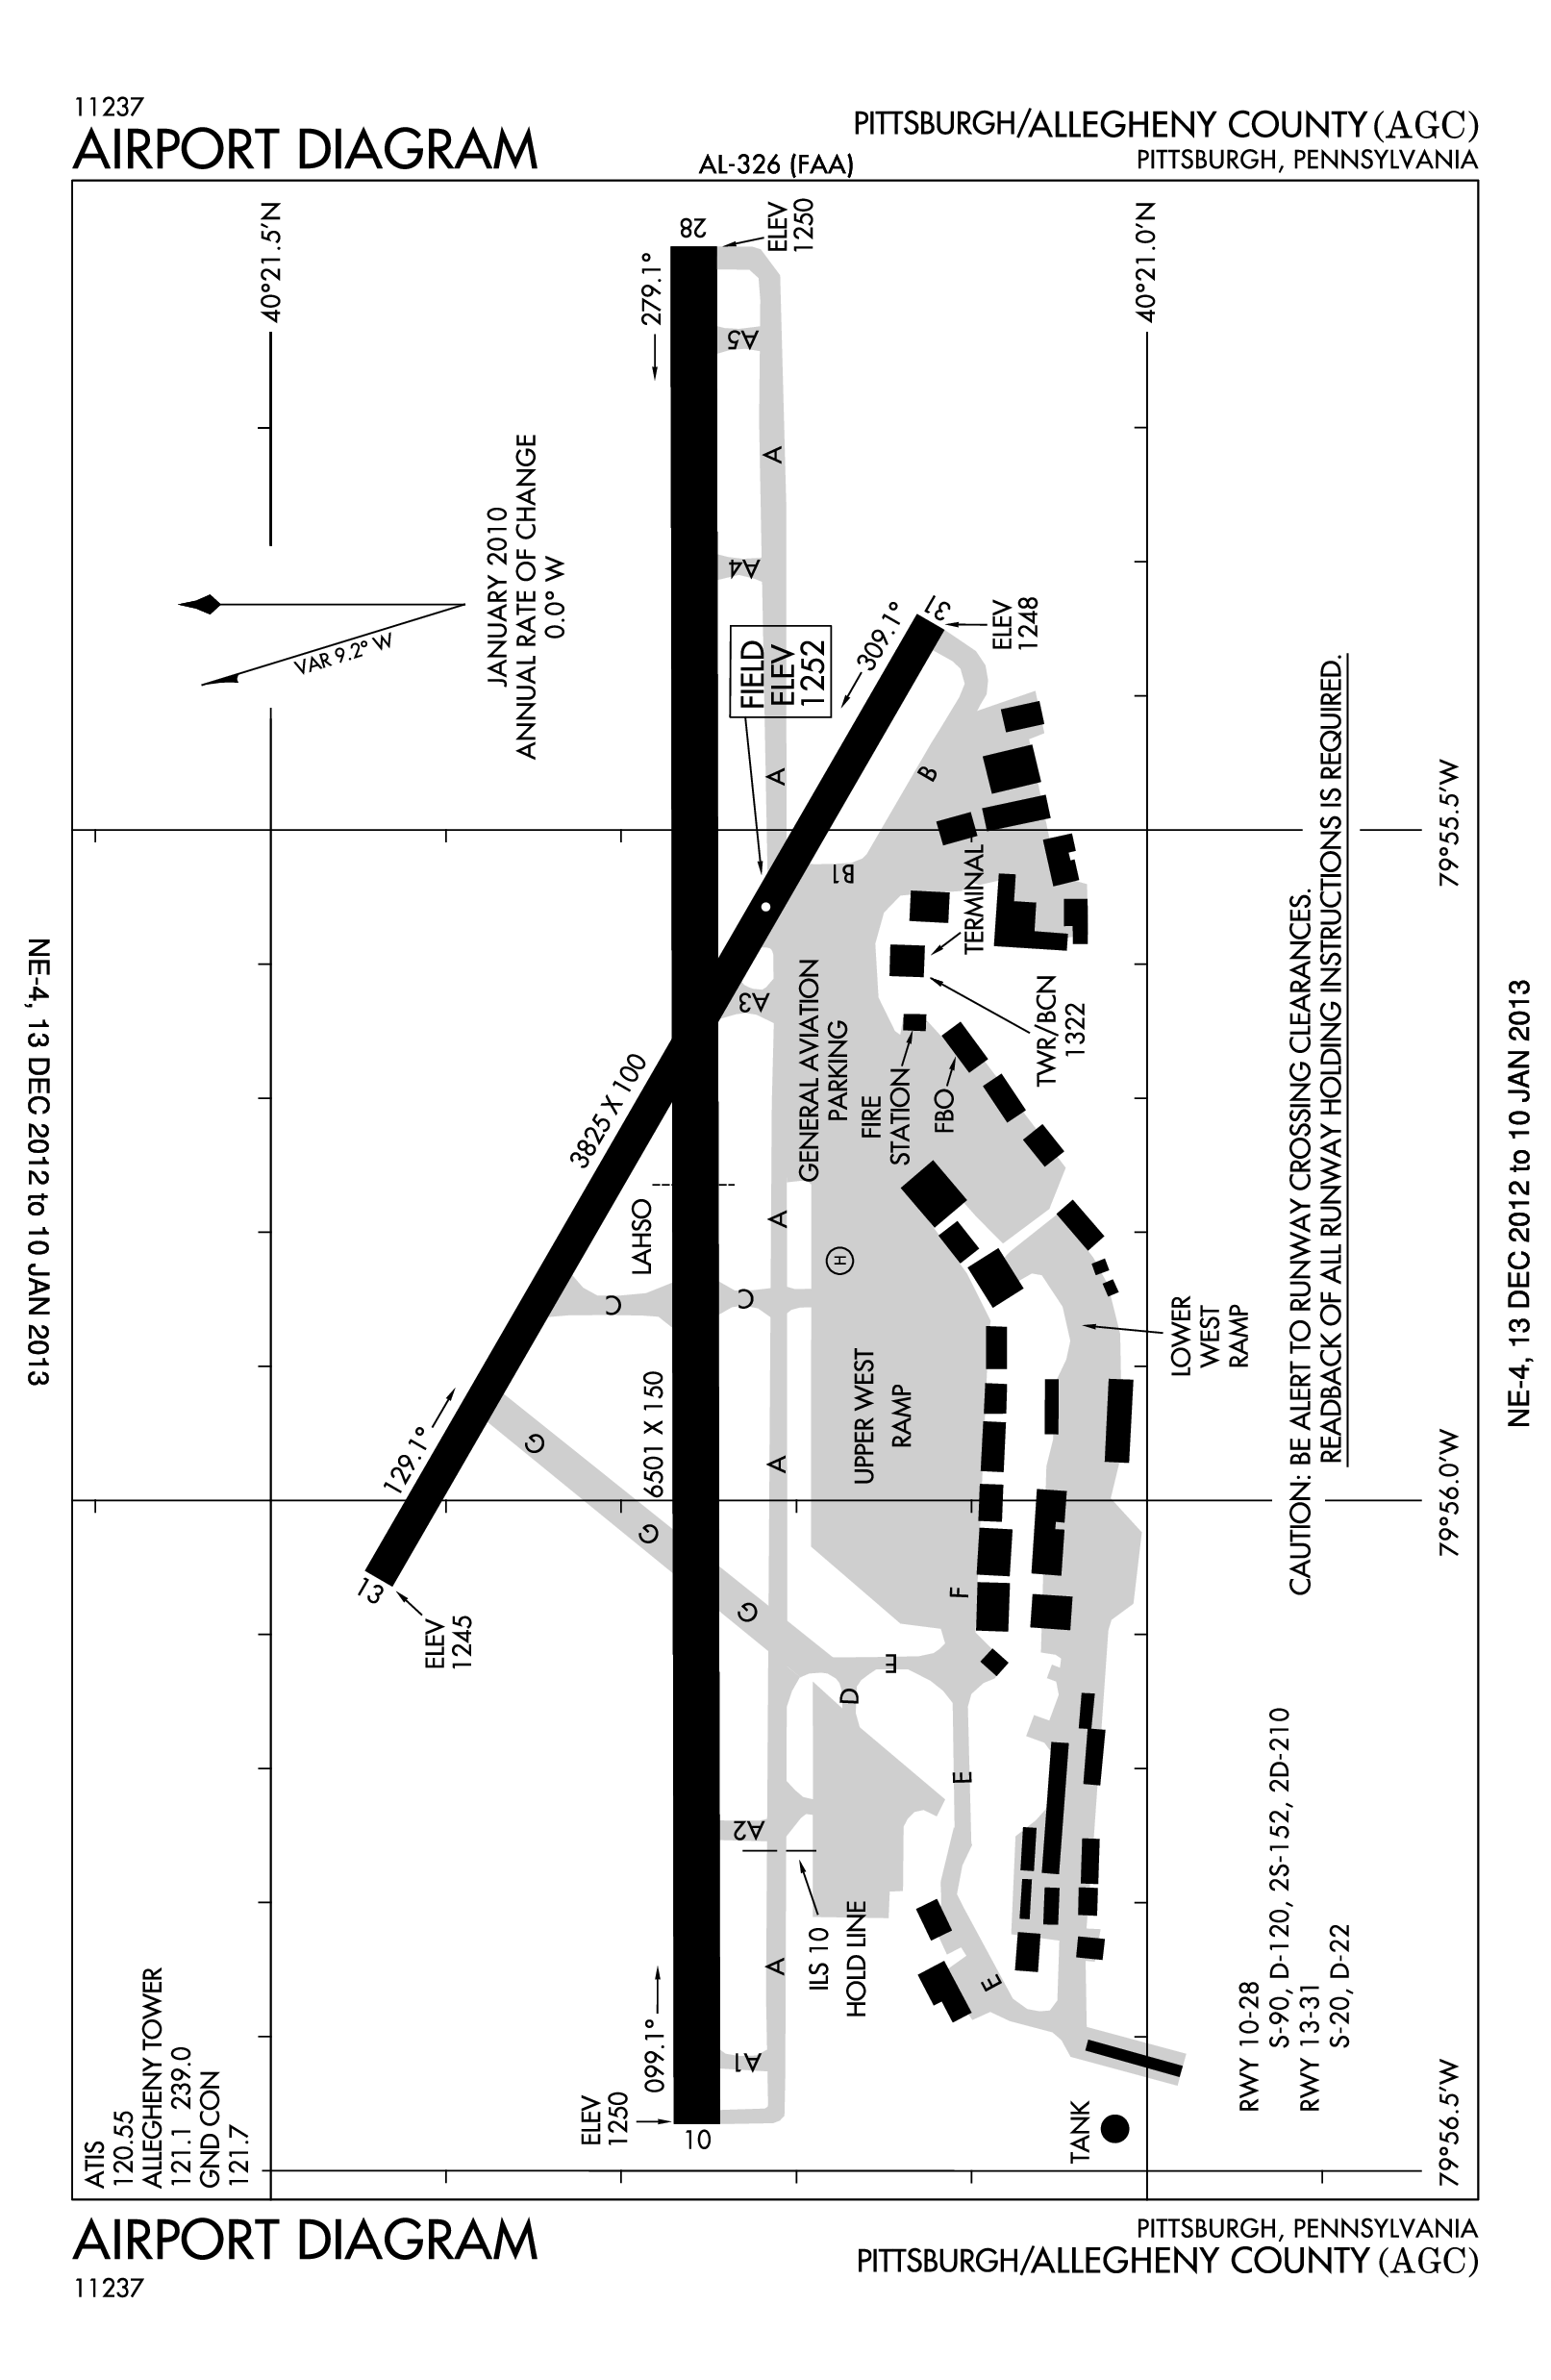 11237
AIRPORT DIAGRAM
AL-326 (FAA)
PITTSBURGH/ALLEGHENY COUNTY (AGC)
PITTSBURGH, PENNSYLVANIA
40°21.5'N
40°21.0'N
28
ELEV
1250
279.1°
A5
A
JANUARY 2010
ANNUAL RATE OF CHANGE
0.0° W
VAR 9.2° W
A4
FIELD
ELEV
1252
309.1°
31
ELEV
1248
A
B
B1
TERMINAL
79°55.5'W
A3
GENERAL AVIATION
PARKING
TWR/BCN
1322
FIRE
STATION
FBO
3825 X 100
LAHSO
A
H
C
C
LOWER
WEST
RAMP
UPPER WEST
RAMP
6501 X 150
129.1°
G
G
G
A
13
ELEV
1245
F
E
D
E
E
79°56.0'W
CAUTION: BE ALERT TO RUNWAY CROSSING CLEARANCES.
READBACK OF ALL RUNWAY HOLDING INSTRUCTIONS IS REQUIRED.
A2
ILS 10
HOLD LINE
A
099.1°
A1
ELEV
1250
10
TANK
RWY 10-28
S-90, D-120, 2S-152, 2D-210
RWY 13-31
S-20, D-22
79°56.5'W
ATIS
120.55
ALLEGHENY TOWER
121.1 239.0
GND CON
121.7
NE-4, 13 DEC 2012 to 10 JAN 2013
NE-4, 13 DEC 2012 to 10 JAN 2013
AIRPORT DIAGRAM
11237
PITTSBURGH, PENNSYLVANIA
PITTSBURGH/ALLEGHENY COUNTY (AGC)